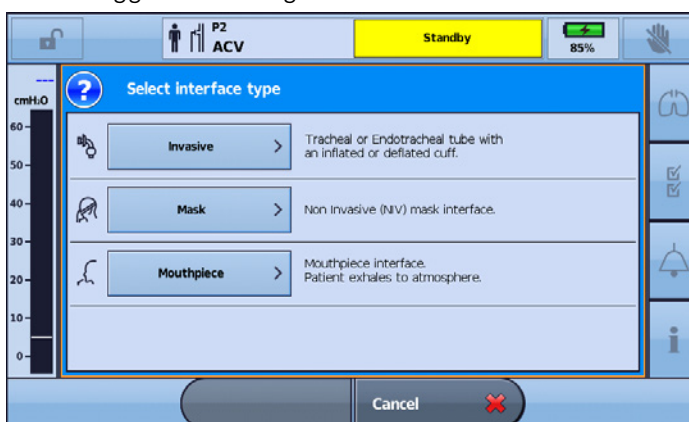 P2
ACV
Standby
85%
---
cmH2O
Select interface type
60
50
40
30
20
10
0
Invasive
Tracheal or Endotracheal tube with
an inflated or deflated cuff.
Mask
Non Invasive (NIV) mask interface.
Mouthpiece
Mouthpiece interface.
Patient exhales to atmosphere.
Cancel